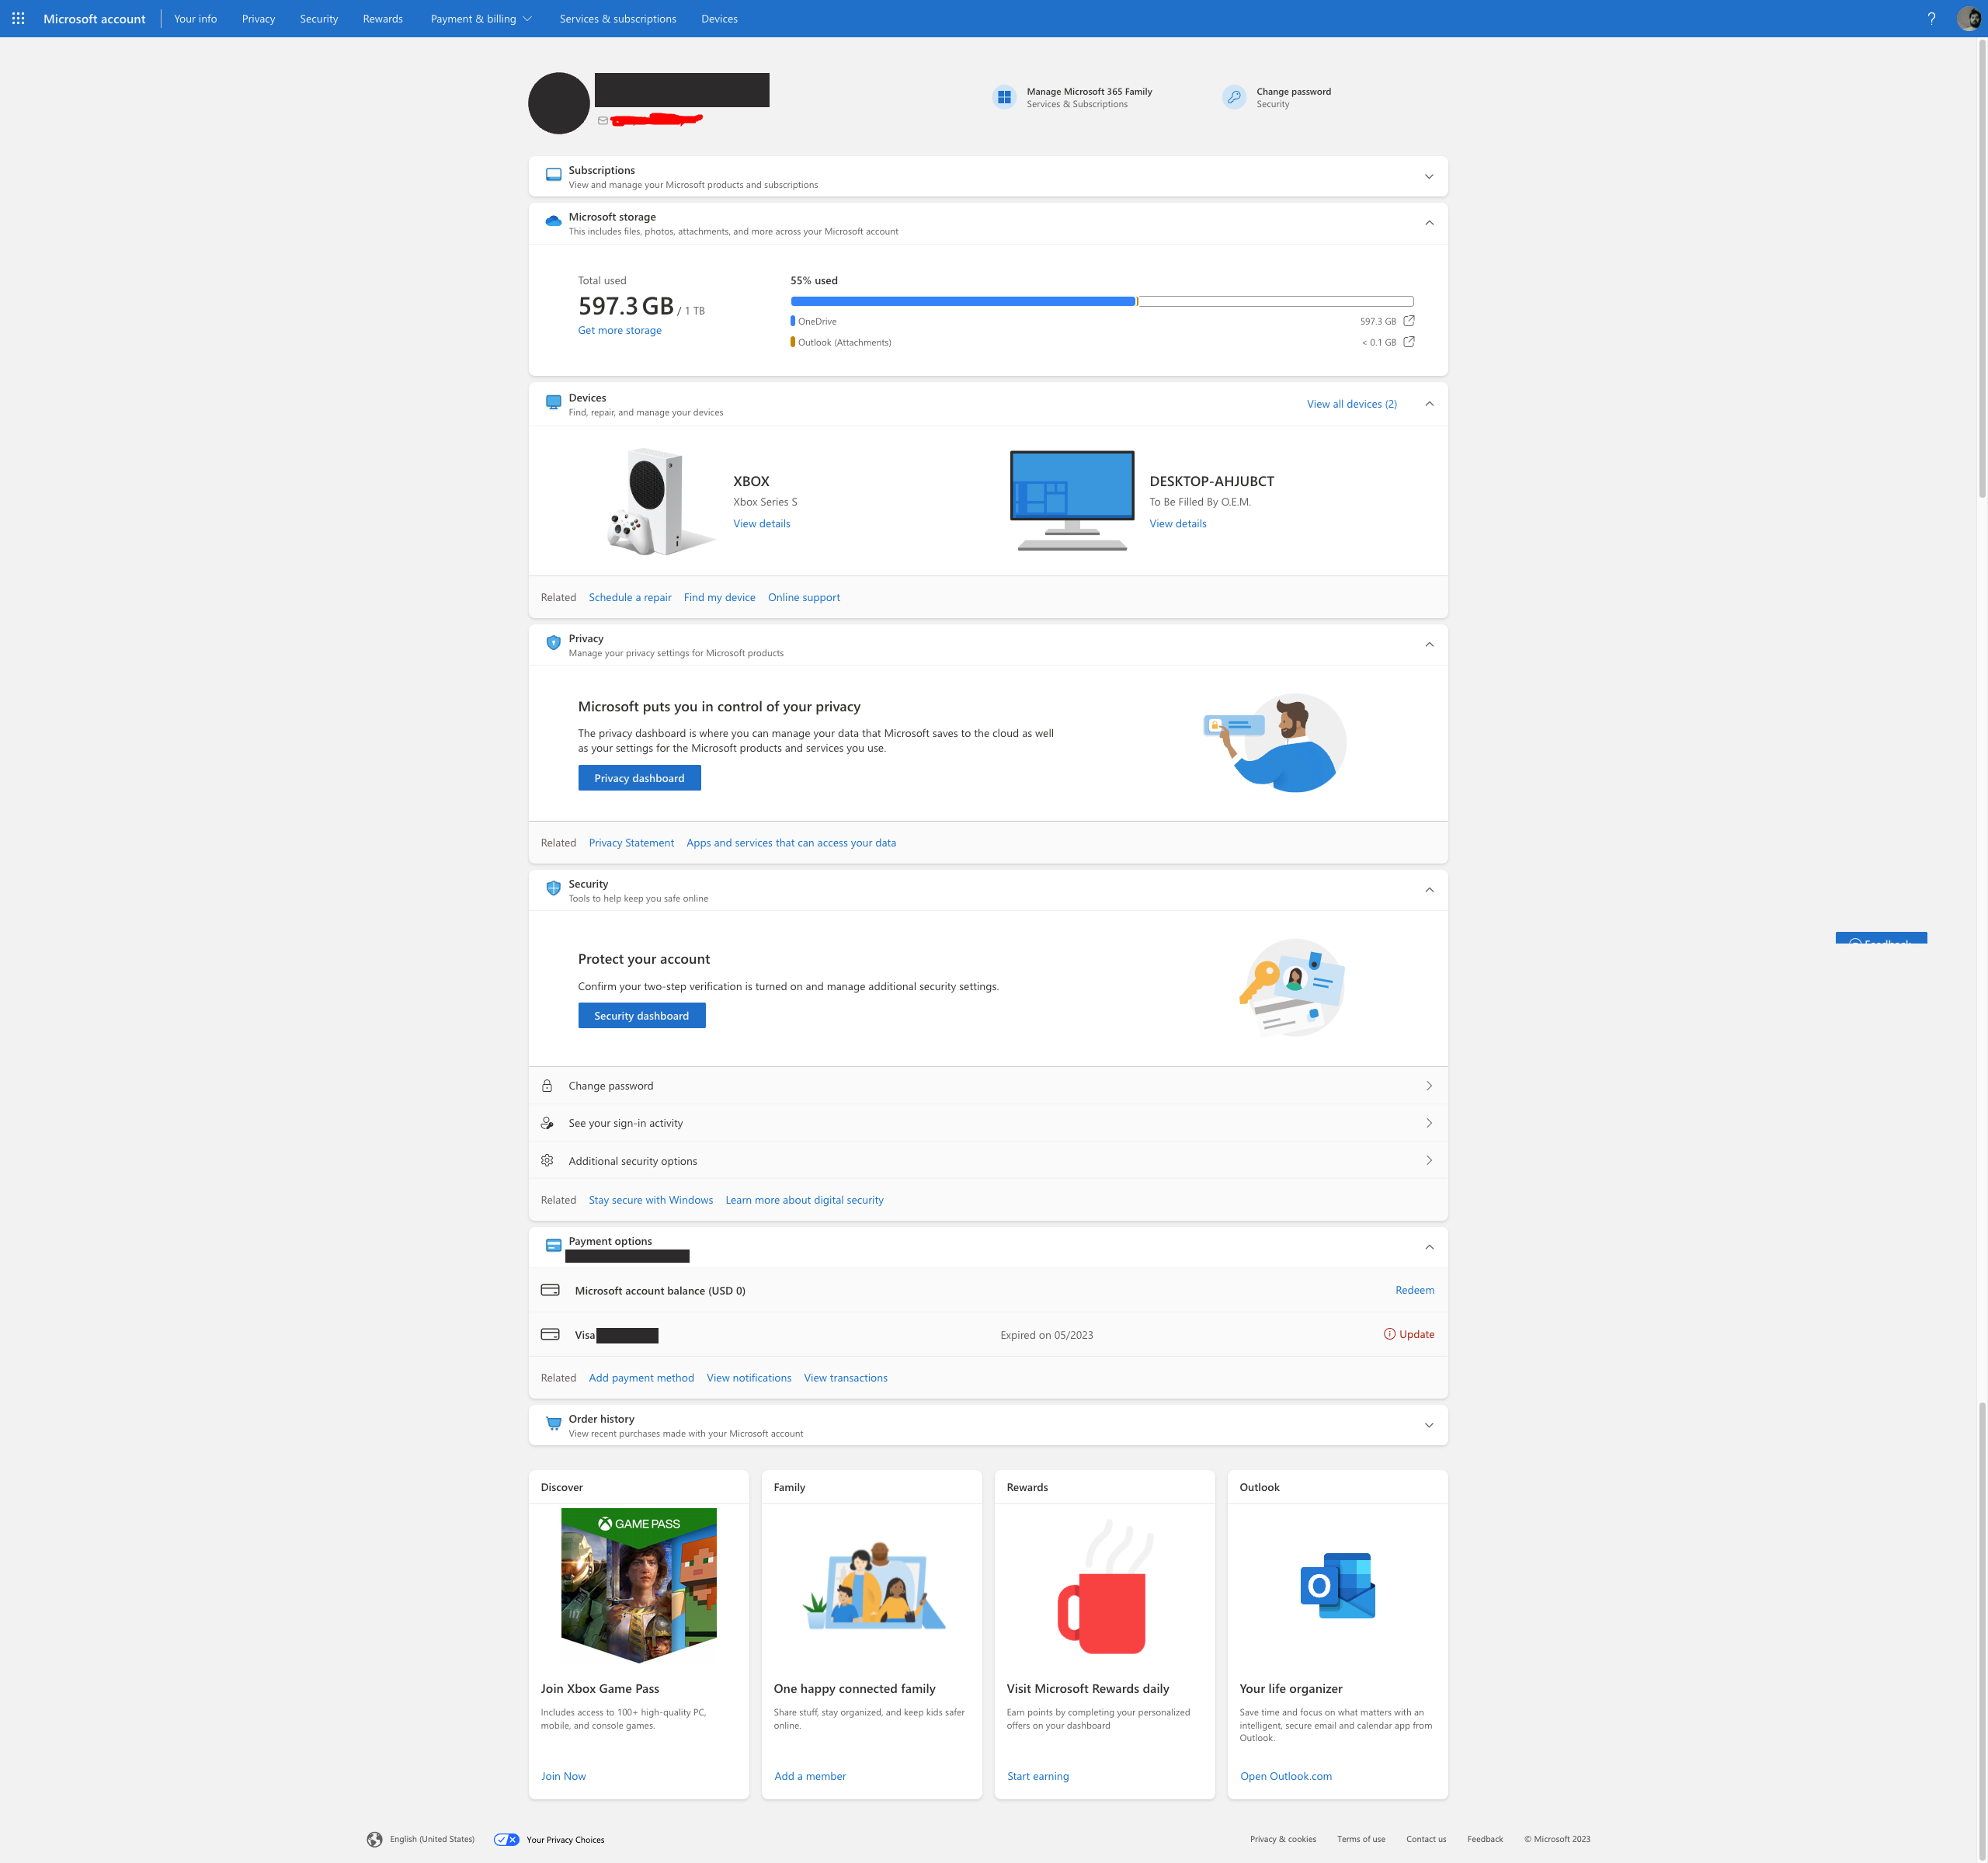 Microsoft account
Your info
Privacy
Security
Rewards
Payment & billing
Services & subscriptions
Devices
?
Manage Microsoft 365 Family
Services & Subscriptions
Change password
Security
Subscriptions
View and manage your Microsoft products and subscriptions
Microsoft storage
This includes files, photos, attachments, and more across your Microsoft account
Total used
597.3 GB / 1 TB
Get more storage
55% used
OneDrive
597.3 GB
Outlook (Attachments)
< 0.1 GB
Devices
Find, repair, and manage your devices
View all devices (2)
XBOX
Xbox Series S
View details
DESKTOP-AHJUBCT
To Be Filled By O.E.M.
View details
Related
Schedule a repair
Find my device
Online support
Privacy
Manage your privacy settings for Microsoft products
Microsoft puts you in control of your privacy
The privacy dashboard is where you can manage your data that Microsoft saves to the cloud as well
as your settings for the Microsoft products and services you use.
Privacy dashboard
Related
Privacy Statement
Apps and services that can access your data
Security
Tools to help keep you safe online
Protect your account
Confirm your two-step verification is turned on and manage additional security settings.
Security dashboard
Feedback
Change password
See your sign-in activity
Additional security options
Related
Stay secure with Windows
Learn more about digital security
Payment options
Microsoft account balance (USD 0)
Redeem
Visa
Expired on 05/2023
Update
Related
Add payment method
View notifications
View transactions
Order history
View recent purchases made with your Microsoft account
Discover
GAME PASS
Join Xbox Game Pass
Includes access to 100+ high-quality PC,
mobile, and console games.
Join Now
Family
One happy connected family
Share stuff, stay organized, and keep kids safer
online.
Add a member
Rewards
Visit Microsoft Rewards daily
Earn points by completing your personalized
offers on your dashboard
Start earning
Outlook
O
Your life organizer
Save time and focus on what matters with an
intelligent, secure email and calendar app from
Outlook.
Open Outlook.com
English (United States)
Your Privacy Choices
Privacy & cookies
Terms of use
Contact us
Feedback
© Microsoft 2023